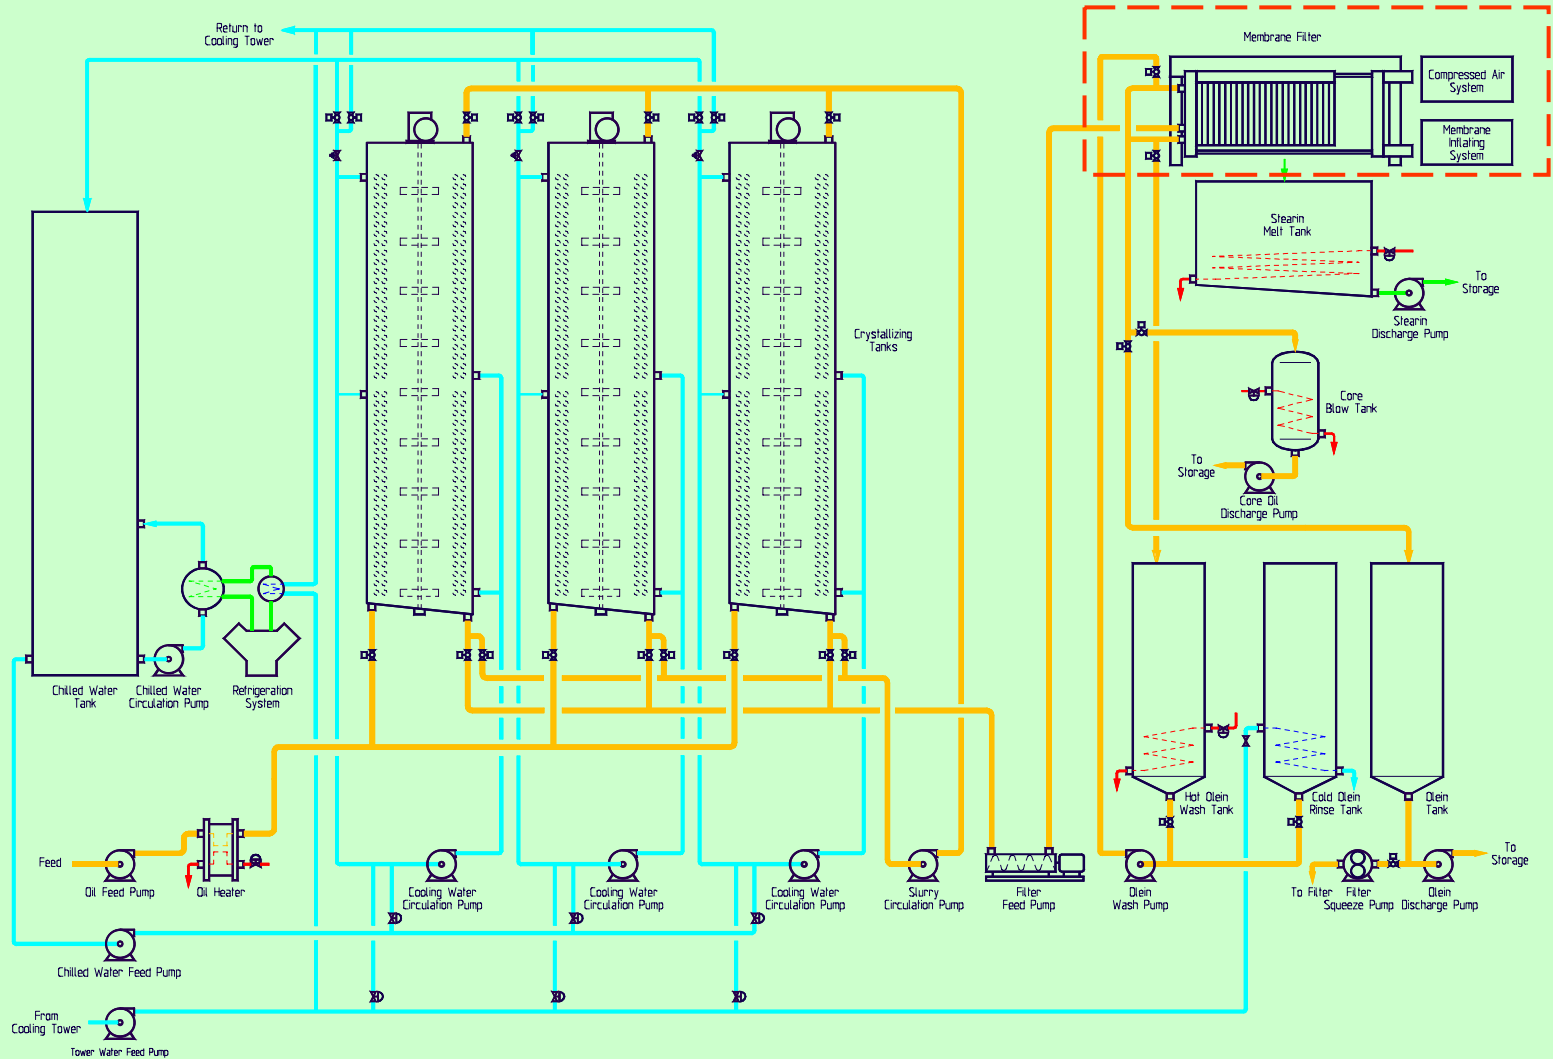 Return to
Cooling Tower
Membrane Filter
Compressed Air
System
Membrane
Inflating
System
Stearin
Melt Tank
To
Storage
Stearin
Discharge Pump
Crystallizing
Tanks
Core
Blow Tank
To
Storage
Core Oil
Discharge Pump
Chilled Water
Tank
Chilled Water
Circulation Pump
Refrigeration
System
Hot Olein
Wash Tank
Cold Olein
Rinse Tank
Olein
Tank
Feed
Oil Feed Pump
Oil Heater
Cooling Water
Circulation Pump
Cooling Water
Circulation Pump
Cooling Water
Circulation Pump
Slurry
Circulation Pump
Filter
Feed Pump
Olein
Wash Pump
To Filter
Filter
Squeeze Pump
Olein
Discharge Pump
To
Storage
Chilled Water Feed Pump
From
Cooling Tower
Tower Water Feed Pump